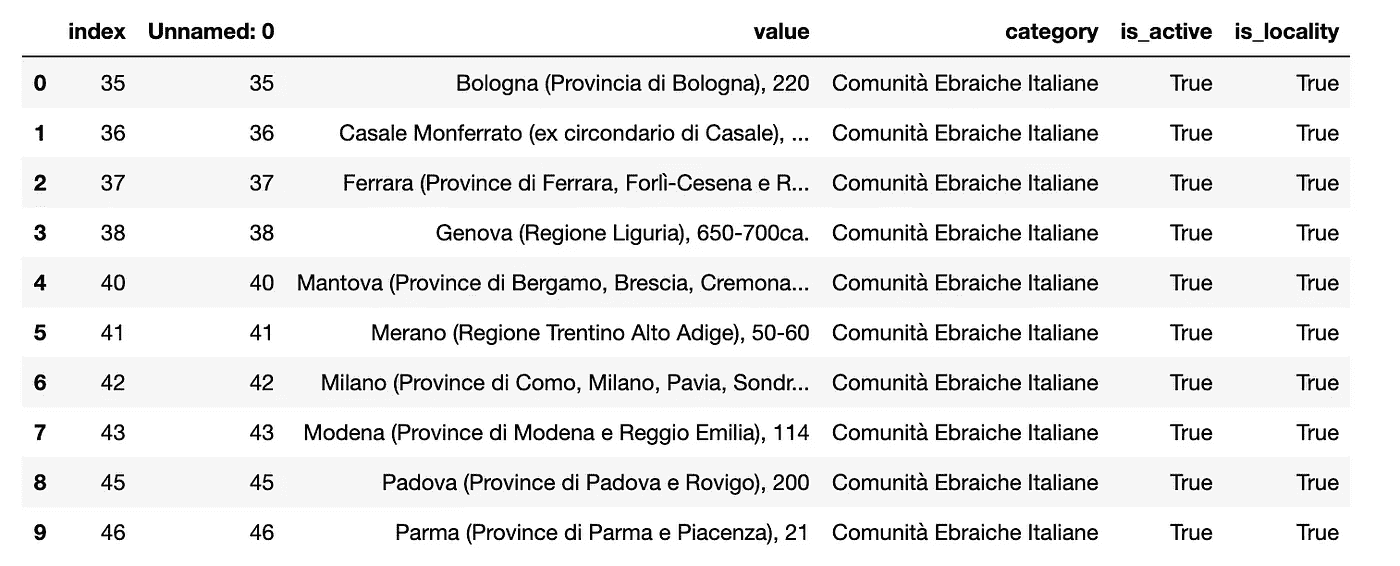 index Unnamed: 0 value category is_active is_locality
0 35 35 Bologna (Provincia di Bologna), 220 Comunità Ebraiche Italiane True True
1 36 36 Casale Monferrato (ex circondario di Casale), ... Comunità Ebraiche Italiane True True
2 37 37 Ferrara (Province di Ferrara, Forlì-Cesena e R... Comunità Ebraiche Italiane True True
3 38 38 Genova (Regione Liguria), 650-700ca. Comunità Ebraiche Italiane True True
4 40 40 Mantova (Province di Bergamo, Brescia, Cremona... Comunità Ebraiche Italiane True True
5 41 41 Merano (Regione Trentino Alto Adige), 50-60 Comunità Ebraiche Italiane True True
6 42 42 Milano (Province di Como, Milano, Pavia, Sondr... Comunità Ebraiche Italiane True True
7 43 43 Modena (Province di Modena e Reggio Emilia), 114 Comunità Ebraiche Italiane True True
8 45 45 Padova (Province di Padova e Rovigo), 200 Comunità Ebraiche Italiane True True
9 46 46 Parma (Province di Parma e Piacenza), 21 Comunità Ebraiche Italiane True True